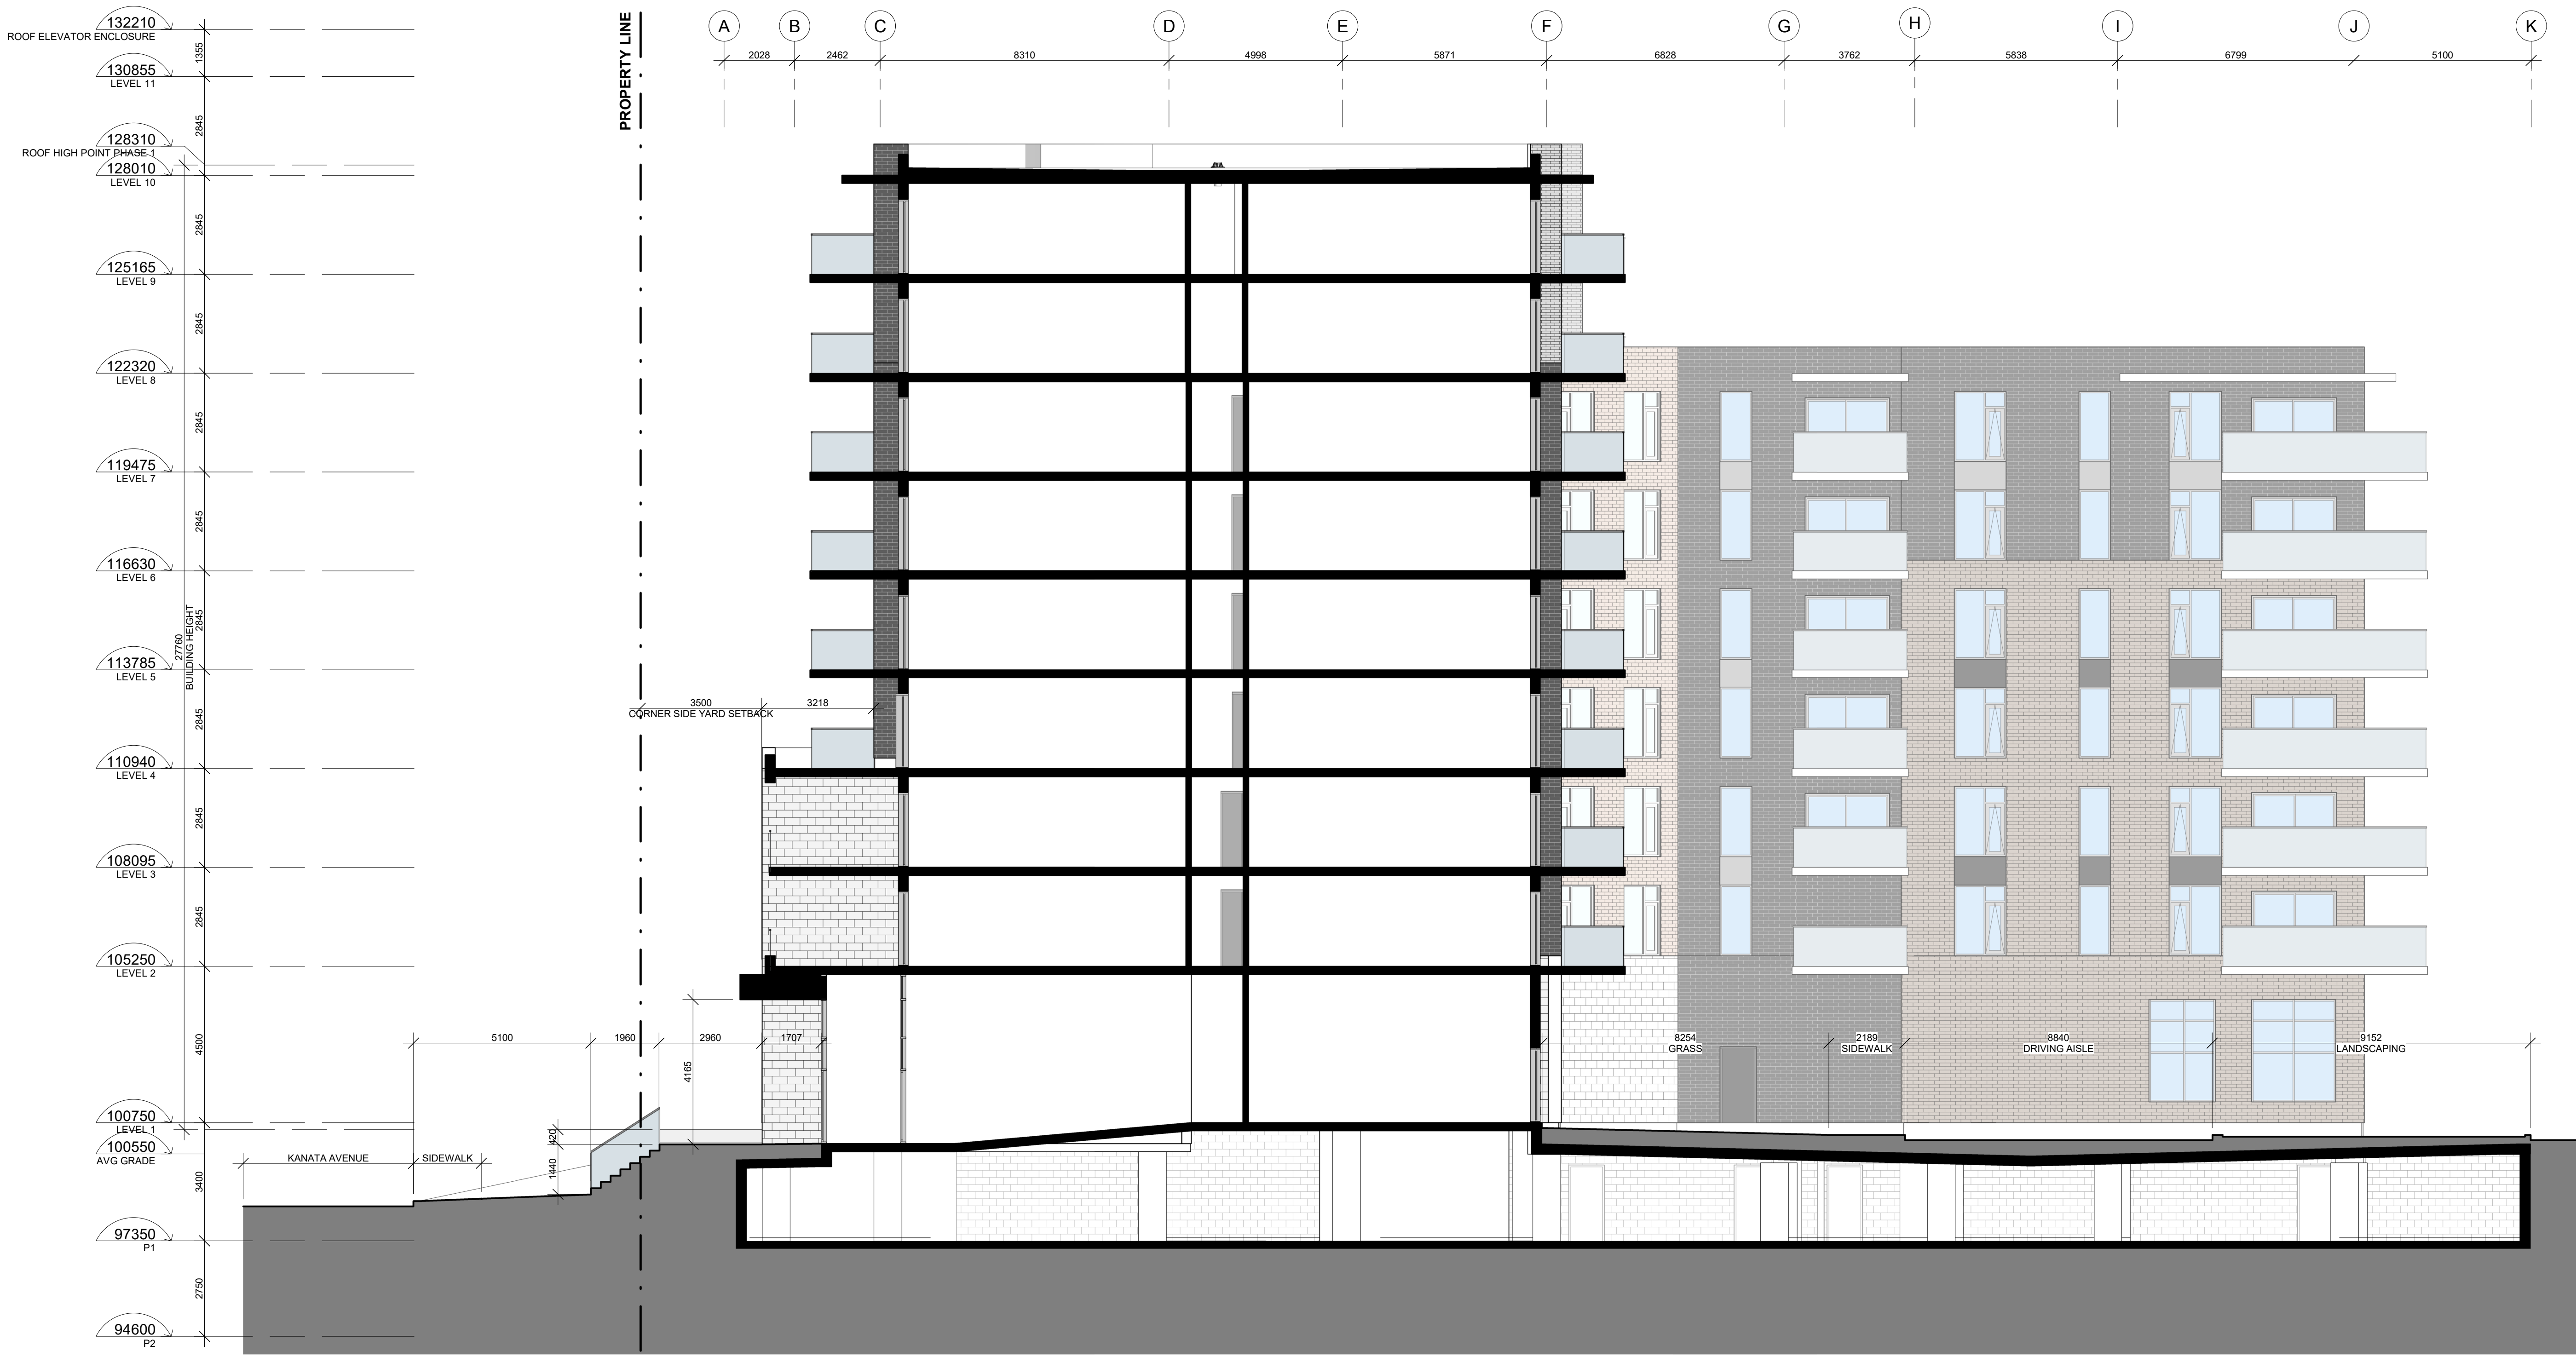 132210
ROOF ELEVATOR ENCLOSURE
1355
130855
LEVEL 11
2845
128310
ROOF HIGH POINT PHASE 1
128010
LEVEL 10
2845
125165
LEVEL 9
2845
122320
LEVEL 8
2845
119475
LEVEL 7
2845
116630
LEVEL 6
2845
27760
BUILDING HEIGHT
113785
LEVEL 5
2845
110940
LEVEL 4
2845
108095
LEVEL 3
2845
105250
LEVEL 2
4500
100750
LEVEL 1
100550
AVG GRADE
3400
97350
P1
2750
94600
P2
PROPERTY LINE
A
B
C
D
E
F
G
H
I
J
K
2028
2462
8310
4998
5871
6828
3762
5838
6799
5100
3500
3218
CORNER SIDE YARD SETBACK
5100
1960
2960
1707
4165
420
1440
KANATA AVENUE
SIDEWALK
8254
GRASS
2189
SIDEWALK
8840
DRIVING AISLE
9152
LANDSCAPING